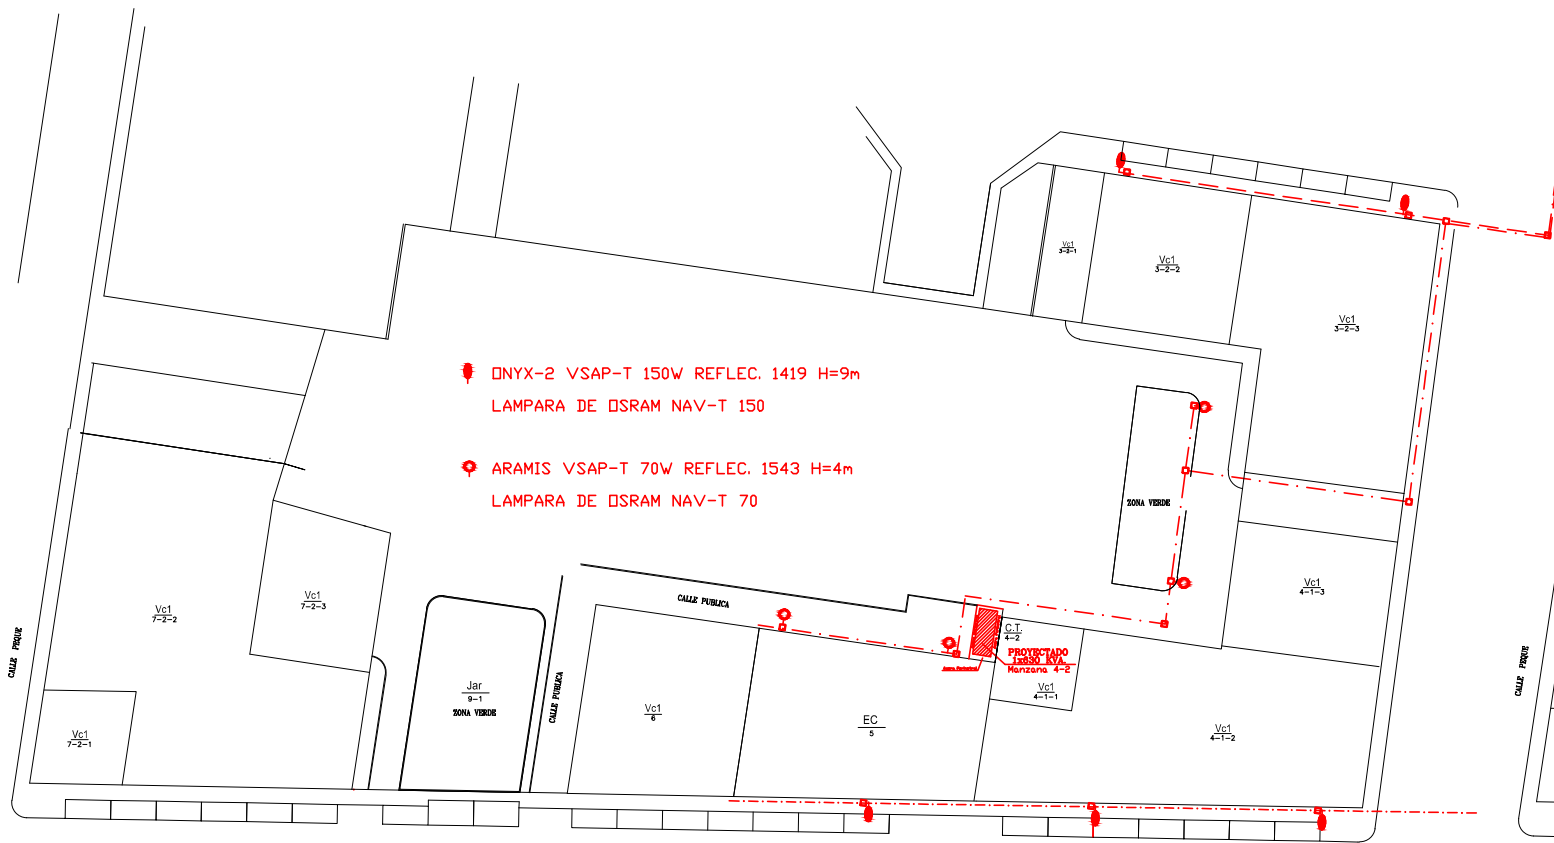 Vc1
3-2-1
Vc1
3-2-2
Vc1
3-2-3
ONYX-2 VSAP-T 150W REFLEC. 1419 H=9m
LAMPARA DE OSRAM NAV-T 150
ARAMIS VSAP-T 70W REFLEC. 1543 H=4m
LAMPARA DE OSRAM NAV-T 70
ZONA VERDE
Vc1
7-2-2
Vc1
7-2-3
CALLE PUBLICA
Vc1
4-1-3
C.T.
4-2
PROYECTADO
1x630 KVA.
Manzana 4-2
CALLE PEQUE
Jar
9-1
ZONA VERDE
CALLE PUBLICA
Vc1
6
EC
5
Vc1
4-1-1
Vc1
4-1-2
CALLE PEQUE
Vc1
7-2-1